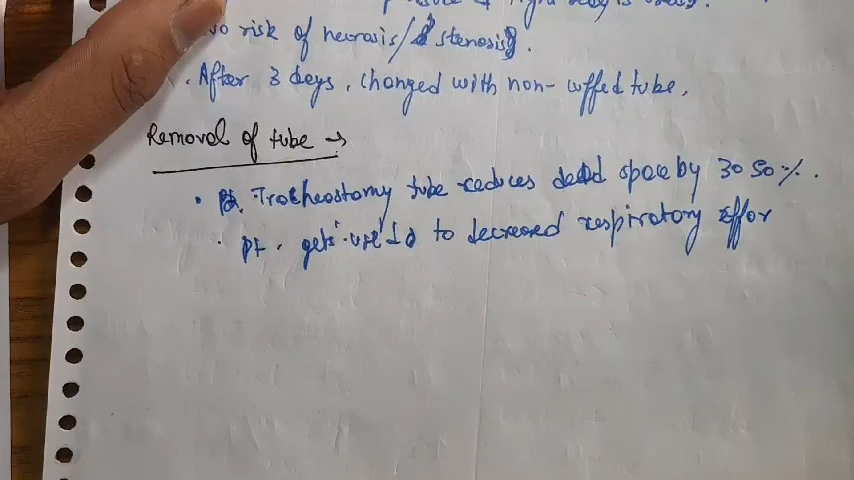 risk of necrosis/ stenosis.
. After 3 days, changed with non-cuffed tube.
Removal of tube →
• Tracheostomy tube reduces dead space by 30 50%.
• pt. gets used to decreased respiratory effor